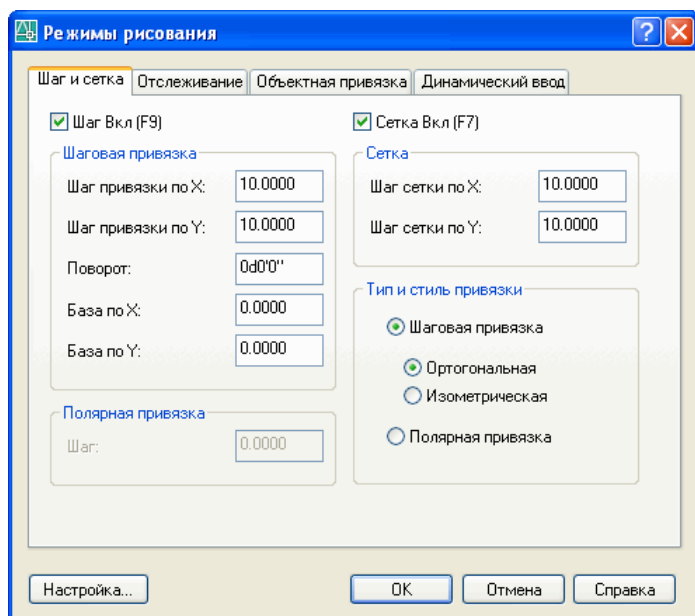 Режимы рисования
Шаг и сетка Отслеживание Объектная привязка Динамический ввод
Шаг Вкл (F9)
Шаговая привязка
Шаг привязки по X: 10.0000
Шаг привязки по Y: 10.0000
Поворот: 0d0'0''
База по X: 0.0000
База по Y: 0.0000
Полярная привязка
Шаг: 0.0000
Сетка Вкл (F7)
Сетка
Шаг сетки по X: 10.0000
Шаг сетки по Y: 10.0000
Тип и стиль привязки
Шаговая привязка
Ортогональная
Изометрическая
Полярная привязка
Настройка... OK Отмена Справка